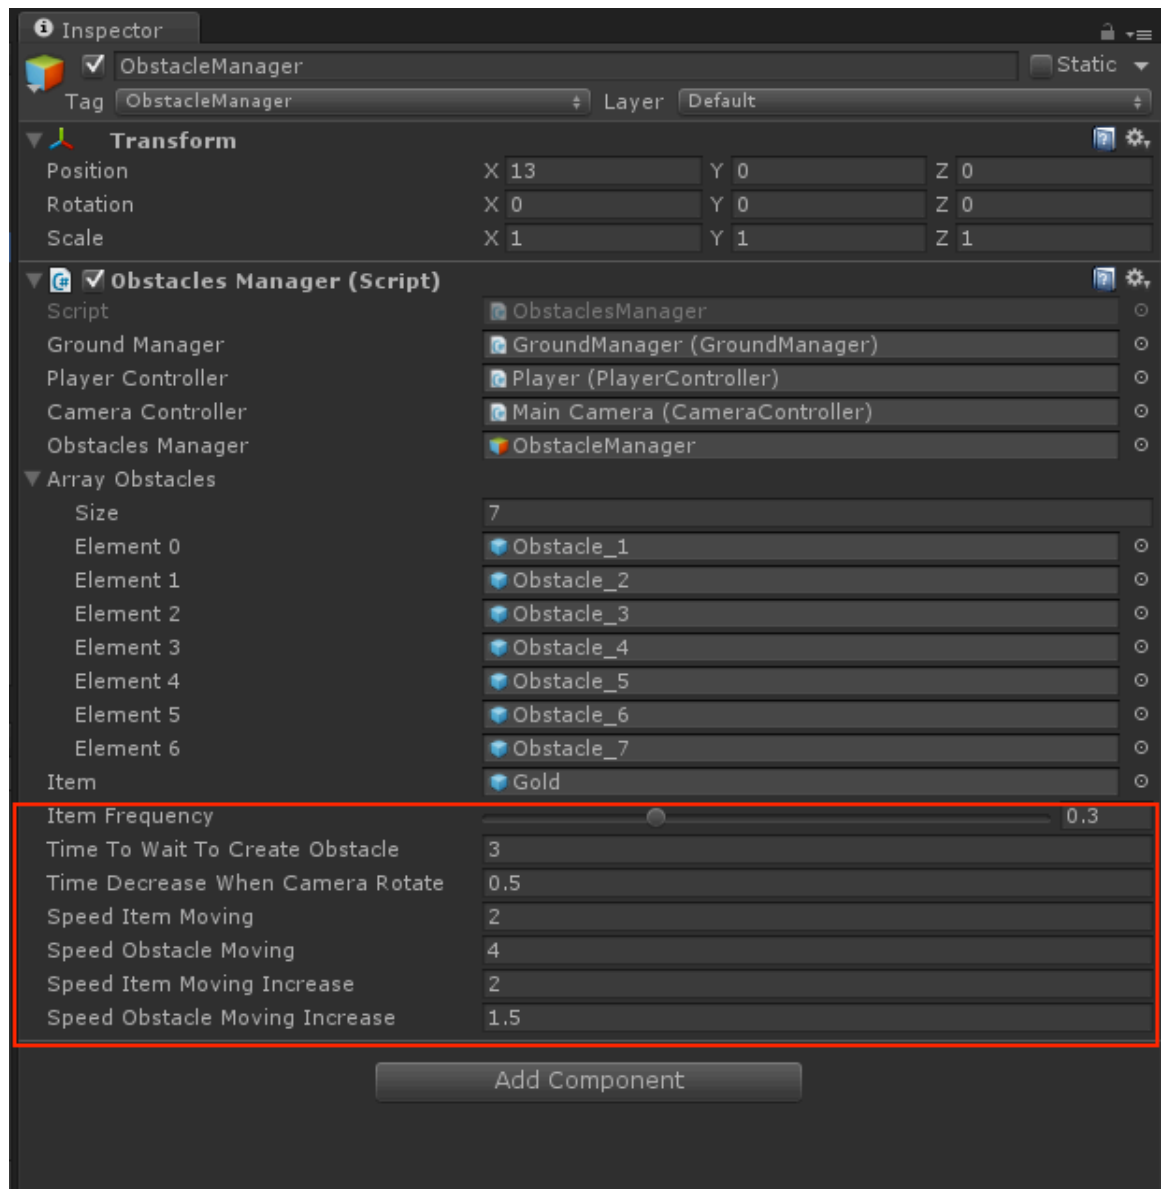 Inspector
ObstacleManager Static
Tag ObstacleManager Layer Default
Transform
Position X 13 Y 0 Z 0
Rotation X 0 Y 0 Z 0
Scale X 1 Y 1 Z 1
Obstacles Manager (Script)
Script ObstaclesManager
Ground Manager GroundManager (GroundManager)
Player Controller Player (PlayerController)
Camera Controller Main Camera (CameraController)
Obstacles Manager ObstacleManager
Array Obstacles
Size 7
Element 0 Obstacle_1
Element 1 Obstacle_2
Element 2 Obstacle_3
Element 3 Obstacle_4
Element 4 Obstacle_5
Element 5 Obstacle_6
Element 6 Obstacle_7
Item Gold
Item Frequency 0.3
Time To Wait To Create Obstacle 3
Time Decrease When Camera Rotate 0.5
Speed Item Moving 2
Speed Obstacle Moving 4
Speed Item Moving Increase 2
Speed Obstacle Moving Increase 1.5
Add Component